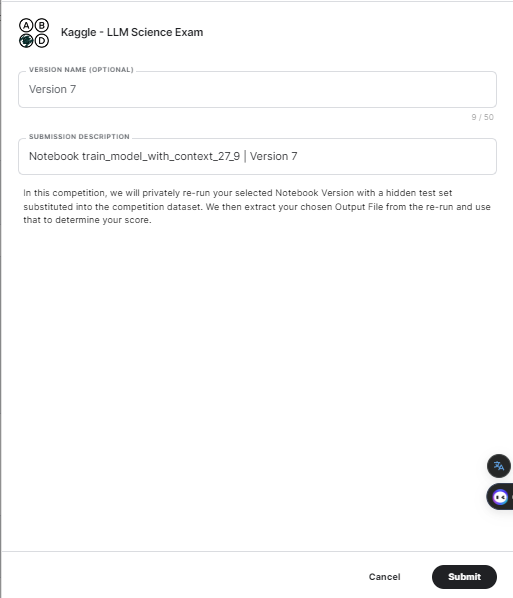 A B
D
Kaggle - LLM Science Exam
VERSION NAME (OPTIONAL)
Version 7
9 / 50
SUBMISSION DESCRIPTION
Notebook train_model_with_context_27_9 | Version 7
In this competition, we will privately re-run your selected Notebook Version with a hidden test set
substituted into the competition dataset. We then extract your chosen Output File from the re-run and use
that to determine your score.
Cancel Submit